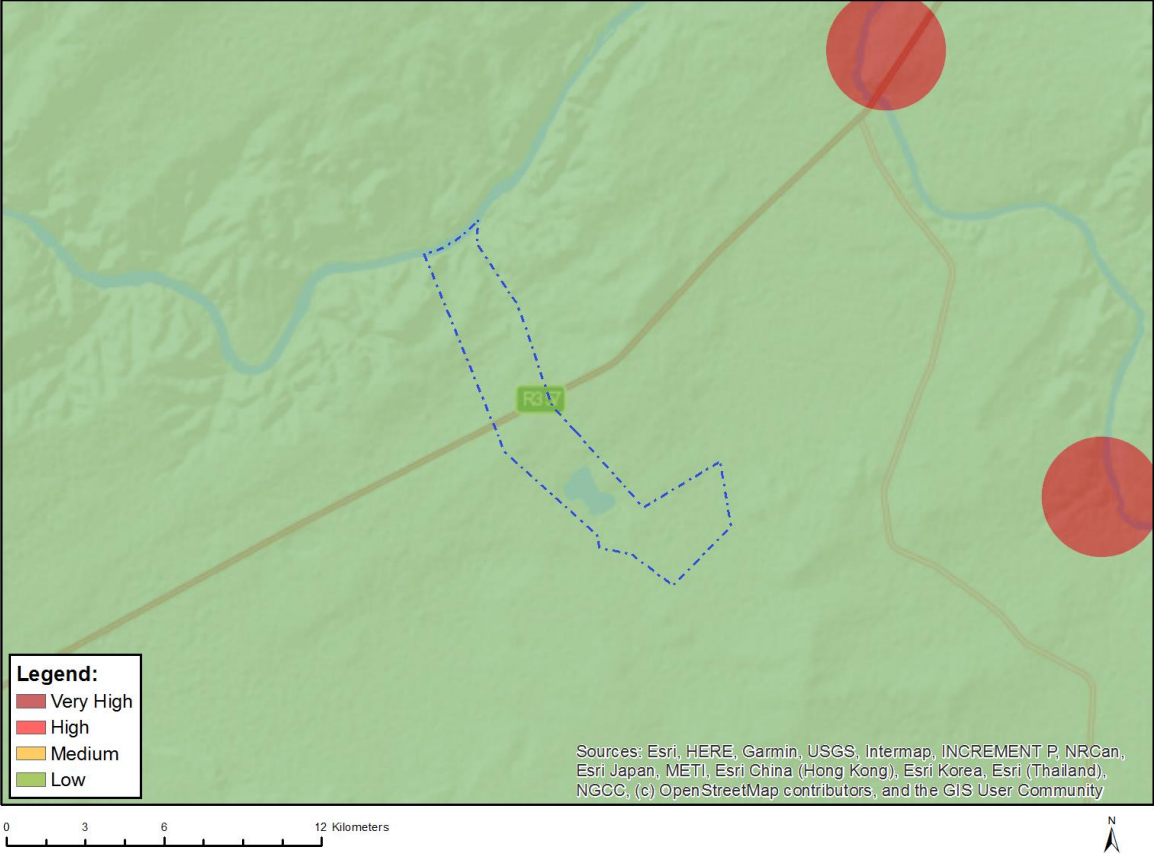 Legend:
Very High
High
Medium
Low
Sources: Esri, HERE, Garmin, USGS, Intermap, INCREMENT P, NRCan,
Esri Japan, METI, Esri China (Hong Kong), Esri Korea, Esri (Thailand),
NGCC, (c) OpenStreetMap contributors, and the GIS User Community
0 3 6 12 Kilometers
N